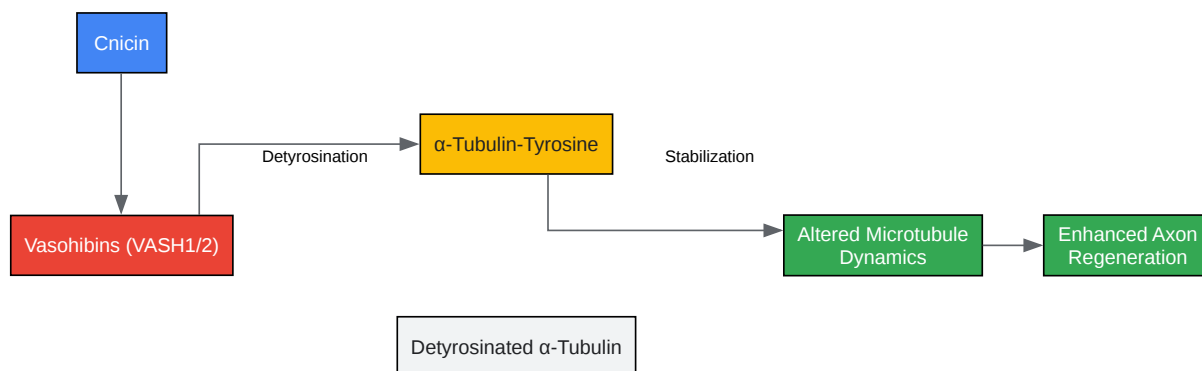 Cnicin
α-Tubulin-Tyrosine
Detyrosination
Stabilization
Vasohibins (VASH1/2)
Altered Microtubule
Dynamics
Enhanced Axon
Regeneration
Detyrosinated α-Tubulin